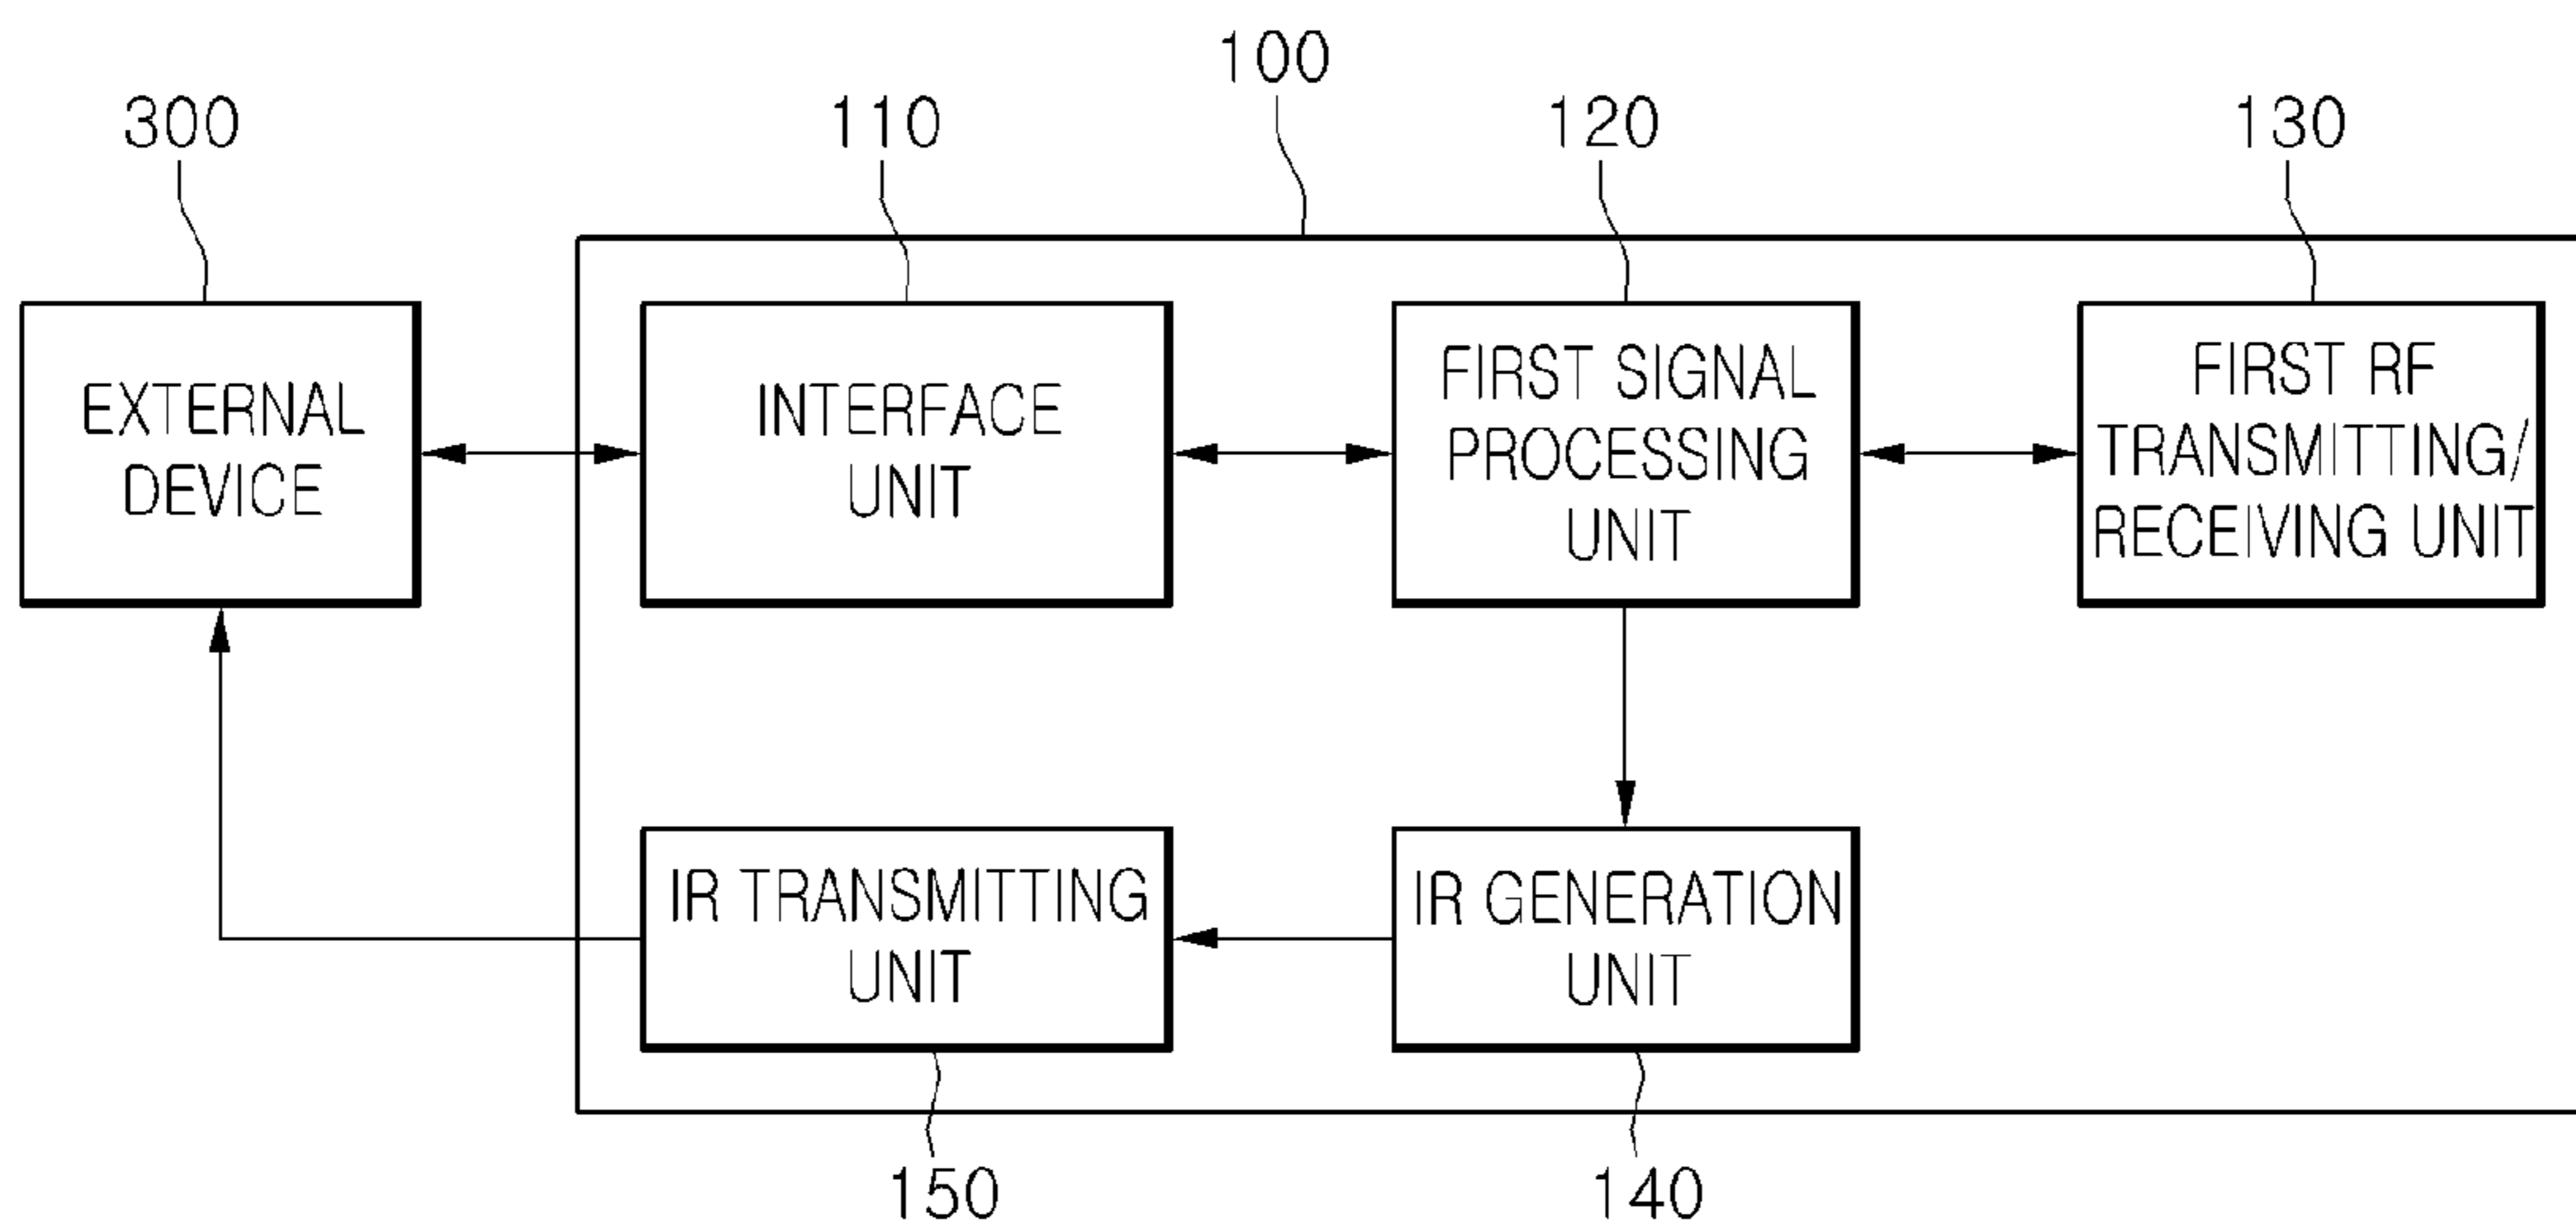 100
300
110
120
130
EXTERNAL
DEVICE
INTERFACE
UNIT
FIRST SIGNAL
PROCESSING
UNIT
FIRST RF
TRANSMITTING/
RECEIVING UNIT
IR TRANSMITTING
UNIT
IR GENERATION
UNIT
150
140